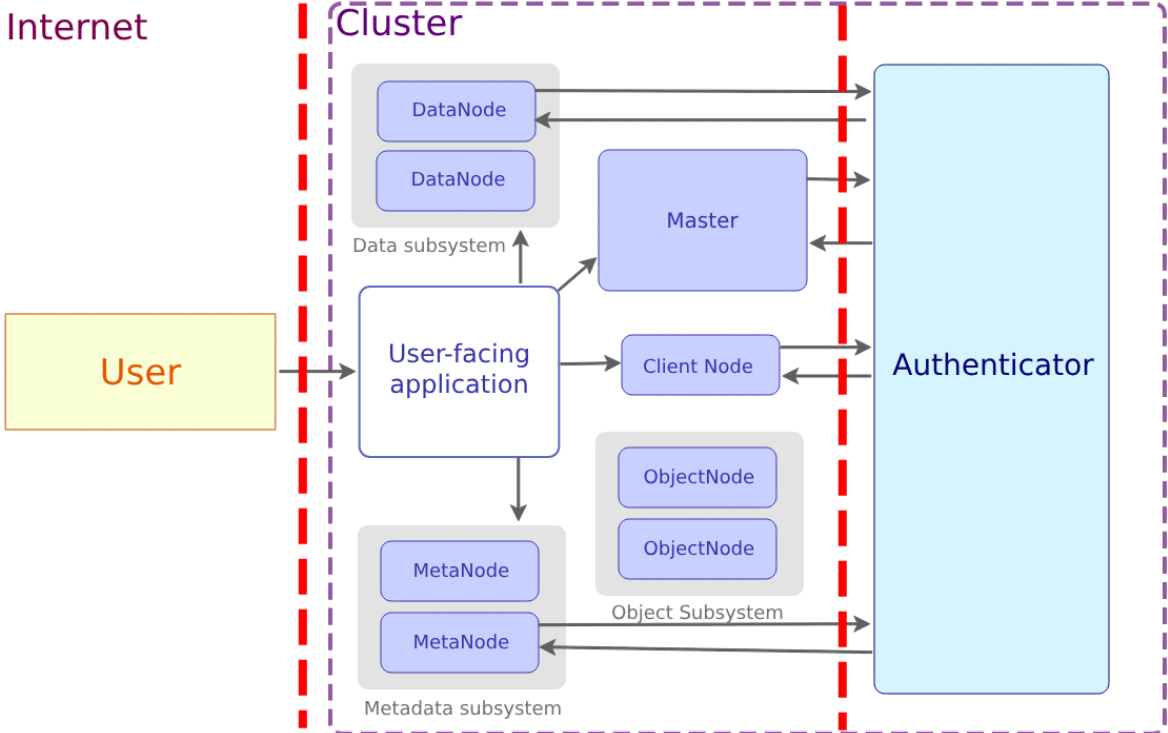 Internet
Cluster
DataNode
DataNode
Data subsystem
Master
User
User-facing
application
Client Node
Authenticator
ObjectNode
ObjectNode
Object Subsystem
MetaNode
MetaNode
Metadata subsystem